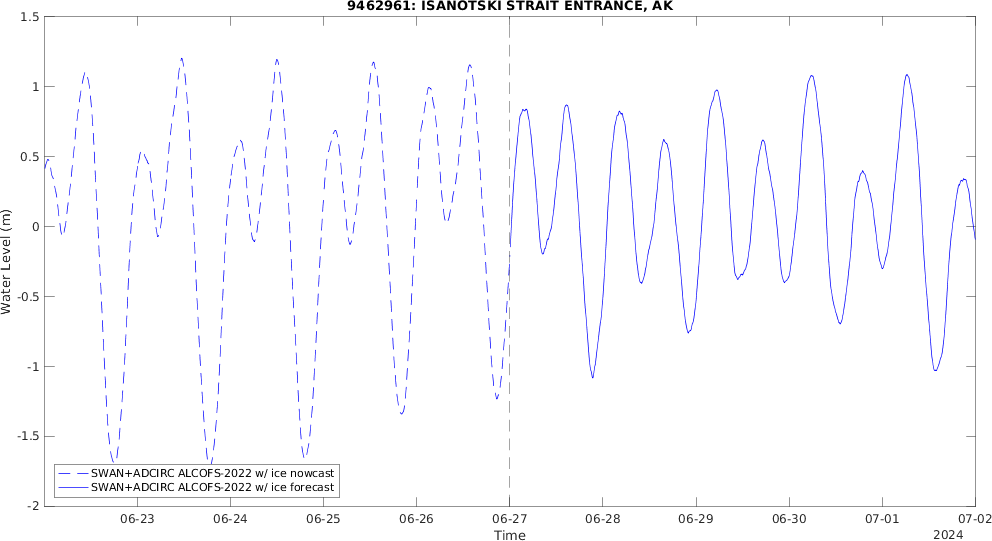 9462961: ISANOTSKI STRAIT ENTRANCE, AK
1.5
1
0.5
0
-0.5
-1
-1.5
-2
Water Level (m)
SWAN+ADCIRC ALCOFS-2022 w/ ice nowcast
SWAN+ADCIRC ALCOFS-2022 w/ ice forecast
06-23 06-24 06-25 06-26 06-27 06-28 06-29 06-30 07-01 07-02
Time
2024